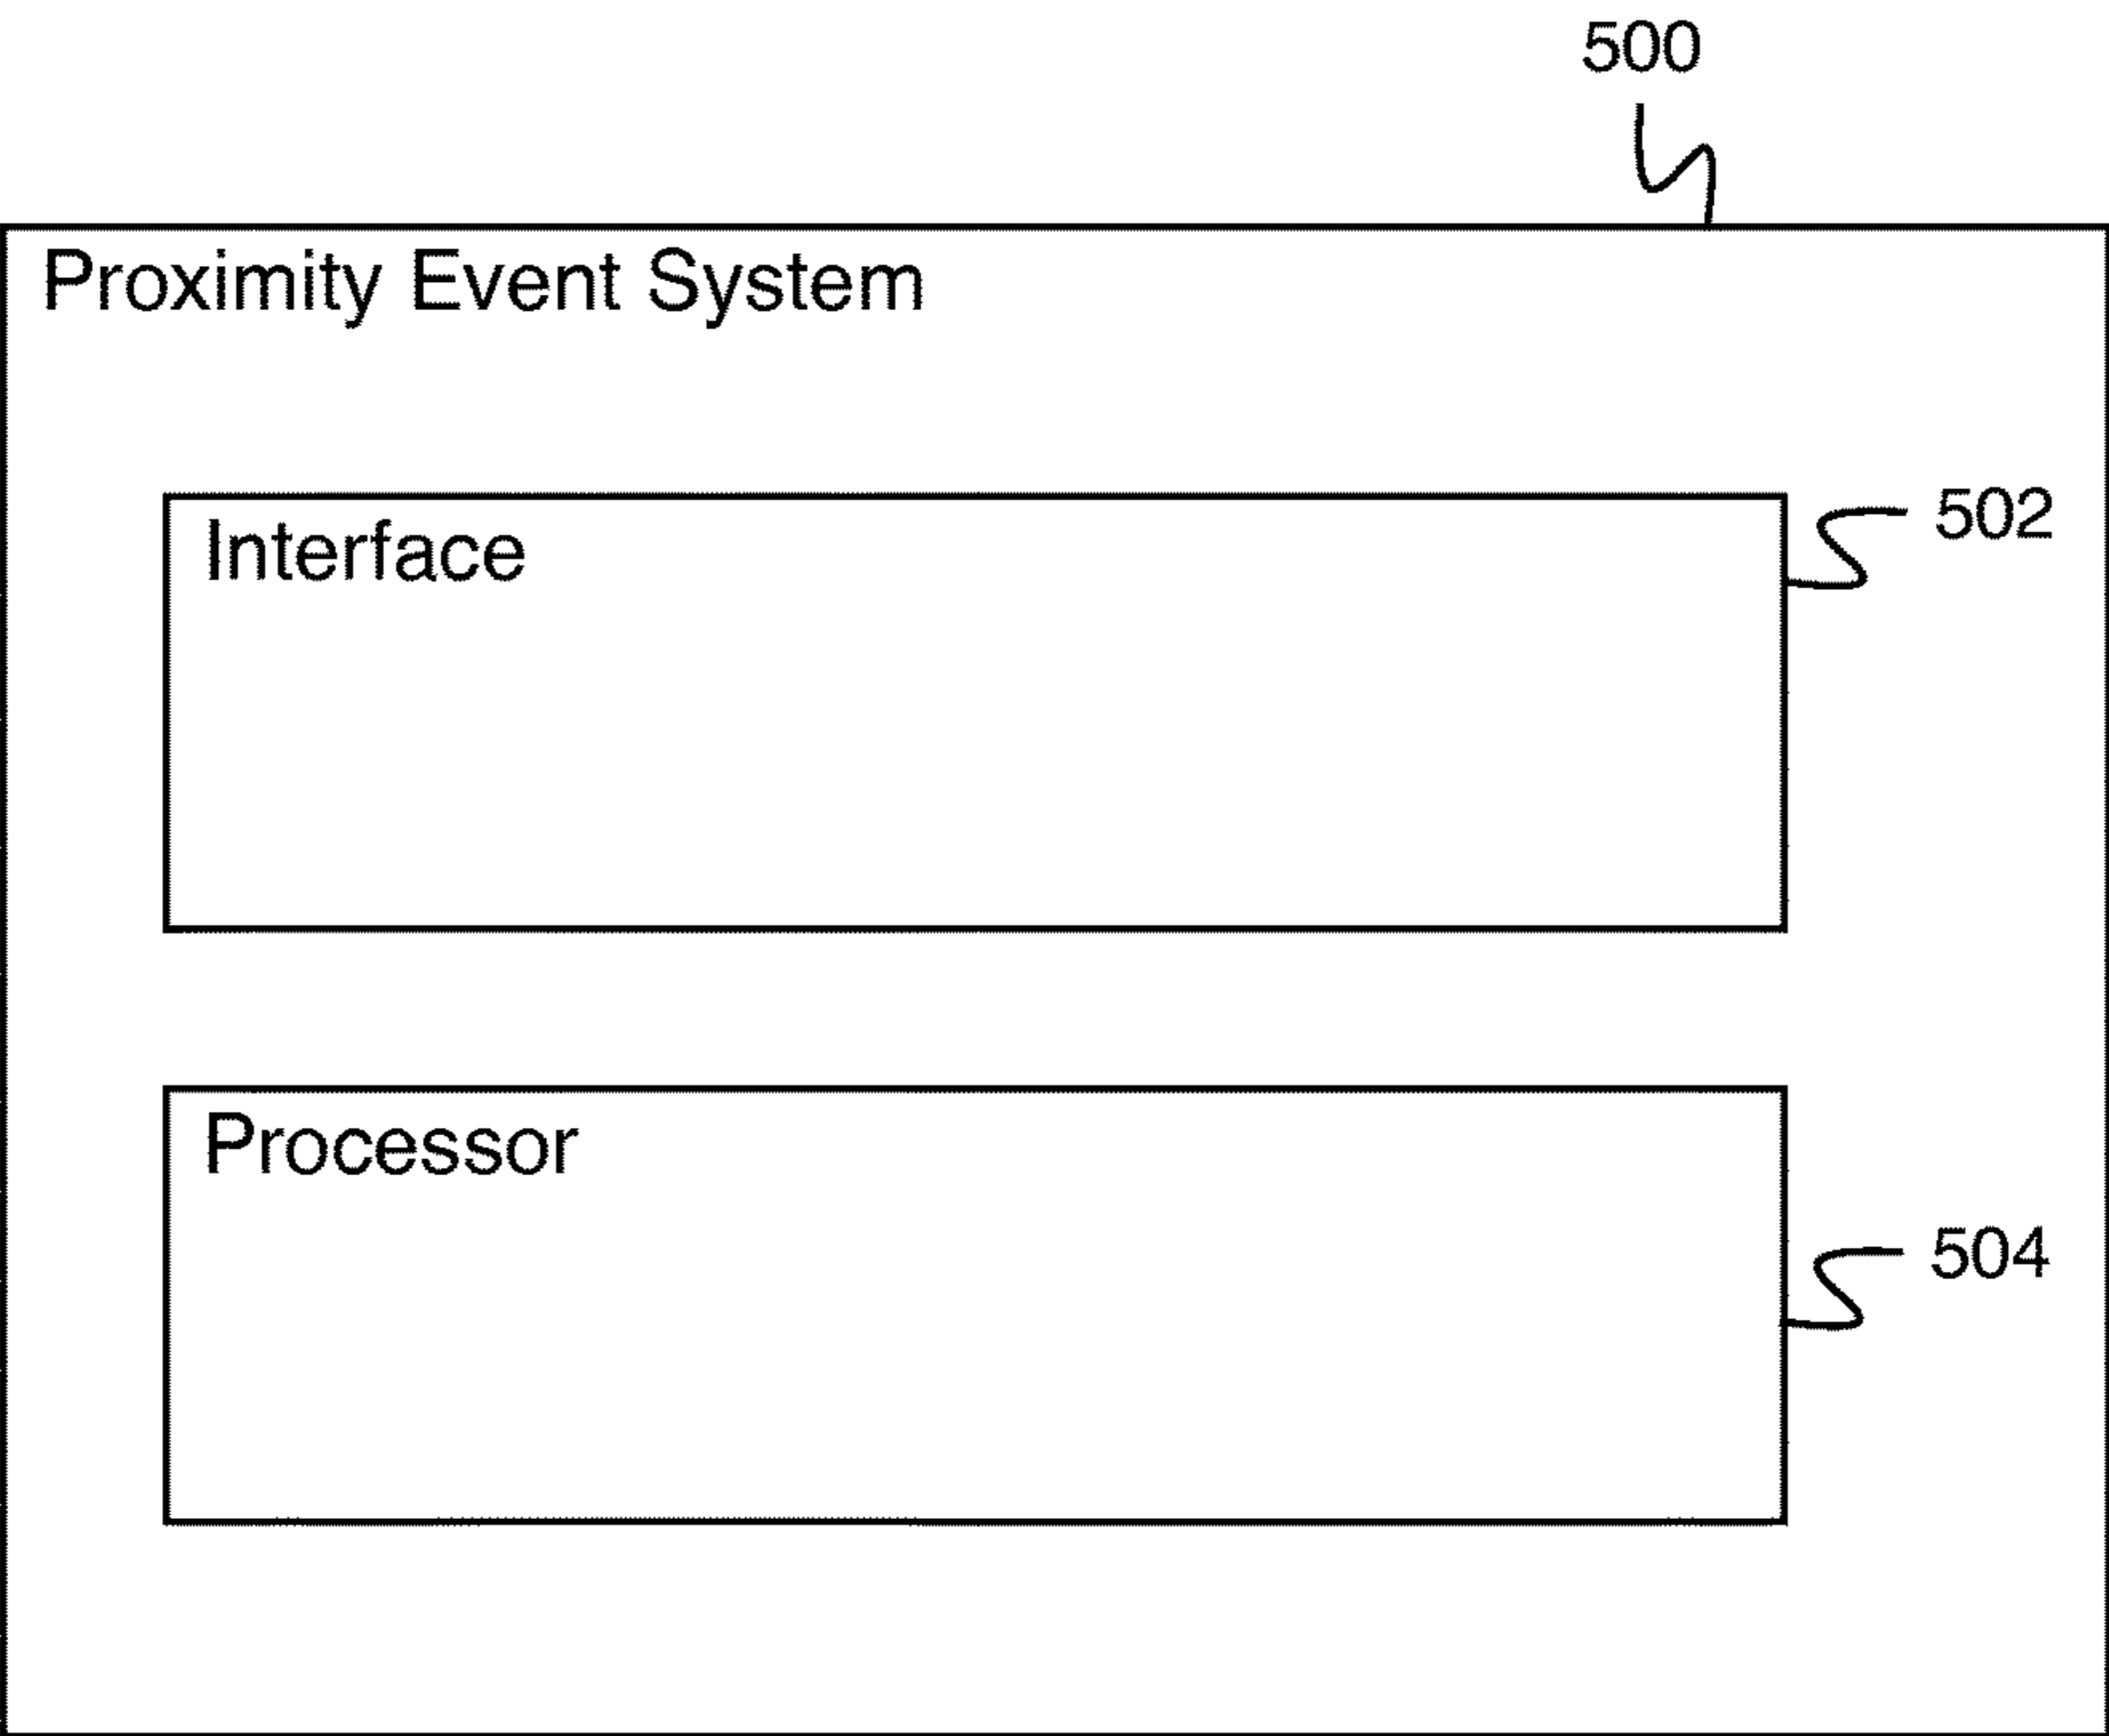 500
Proximity Event System
Interface
502
Processor
504